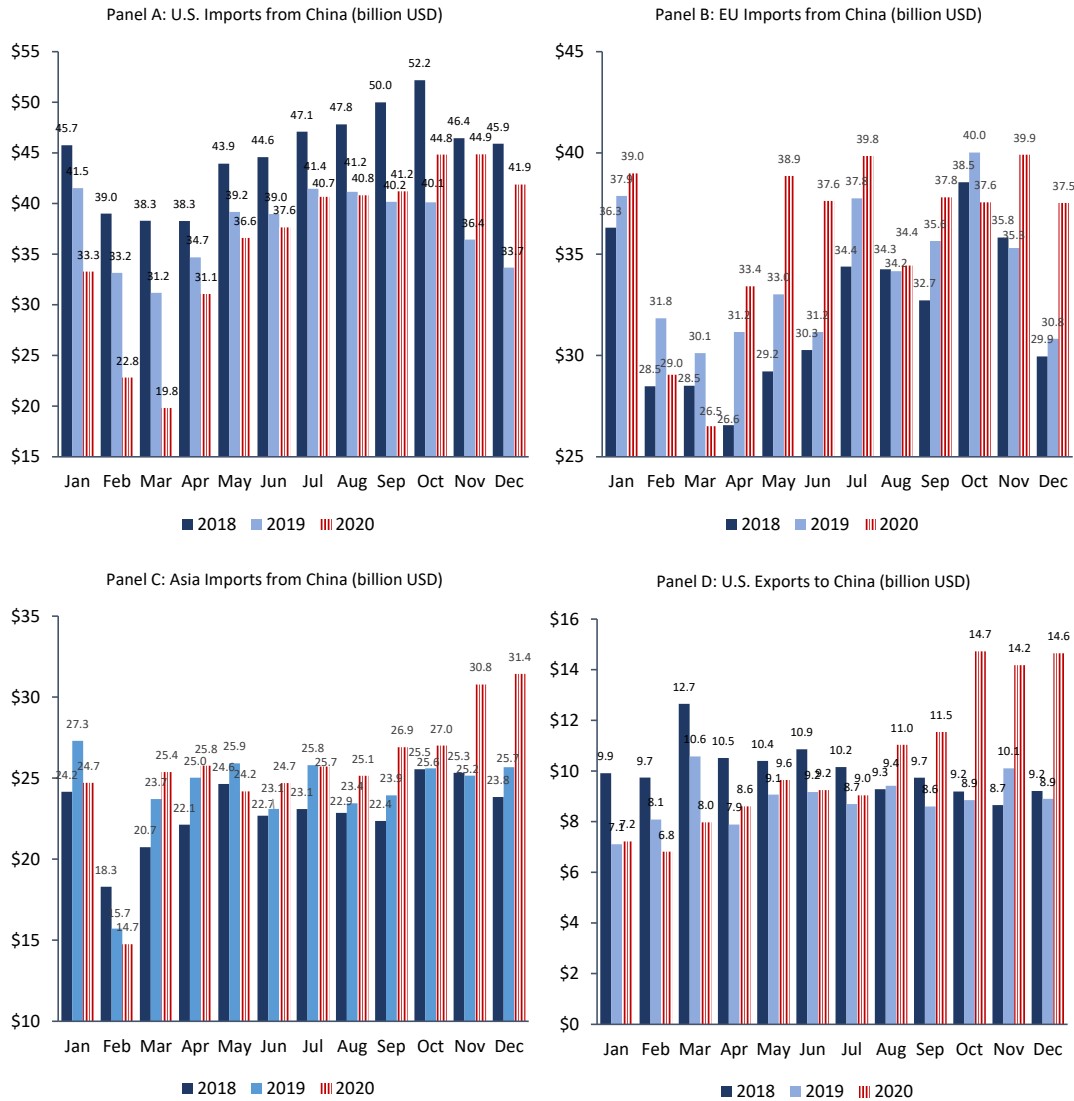 Panel A: U.S. Imports from China (billion USD)
$55
$50
$45
$40
$35
$30
$25
$20
$15
45.7 41.5 33.3
39.0 33.2 22.8
38.3 31.2 19.8
38.3 34.7 31.1
43.9 39.2 36.6
44.6 39.0 37.6
47.1 41.4 40.7
47.8 41.2 40.8
50.0 40.2 41.2
52.2 40.1 44.8
46.4 36.4 44.9
45.9 33.7 41.9
Jan Feb Mar Apr May Jun Jul Aug Sep Oct Nov Dec
2018 2019 2020
Panel B: EU Imports from China (billion USD)
$45
$40
$35
$30
$25
36.3 37.9 39.0
28.5 31.8 29.0
28.5 30.1 26.5
26.6 31.2 33.4
29.2 33.0 38.9
30.3 31.2 37.6
34.4 37.8 39.8
34.3 34.2 34.4
32.7 35.6 37.8
38.5 40.0 37.6
35.8 35.3 39.9
29.9 30.8 37.5
Jan Feb Mar Apr May Jun Jul Aug Sep Oct Nov Dec
2018 2019 2020
Panel C: Asia Imports from China (billion USD)
$35
$30
$25
$20
$15
$10
24.2 27.3 24.7
18.3 15.7 14.7
20.7 23.7 25.4
22.1 25.0 25.8
24.6 25.9 24.2
22.7 23.1 24.7
23.1 25.8 25.7
22.9 23.4 25.1
22.4 23.9 26.9
25.5 25.6 27.0
25.3 25.2 30.8
23.8 25.7 31.4
Jan Feb Mar Apr May Jun Jul Aug Sep Oct Nov Dec
2018 2019 2020
Panel D: U.S. Exports to China (billion USD)
$16
$14
$12
$10
$8
$6
$4
$2
$0
9.9 7.1 7.2
9.7 8.1 6.8
12.7 10.6 8.0
10.5 7.9 8.6
10.4 9.1 9.6
10.9 9.2 9.2
10.2 8.7 9.0
9.3 9.4 11.0
9.7 8.6 11.5
9.2 8.9 14.7
8.7 10.1 14.2
9.2 8.9 14.6
Jan Feb Mar Apr May Jun Jul Aug Sep Oct Nov Dec
2018 2019 2020